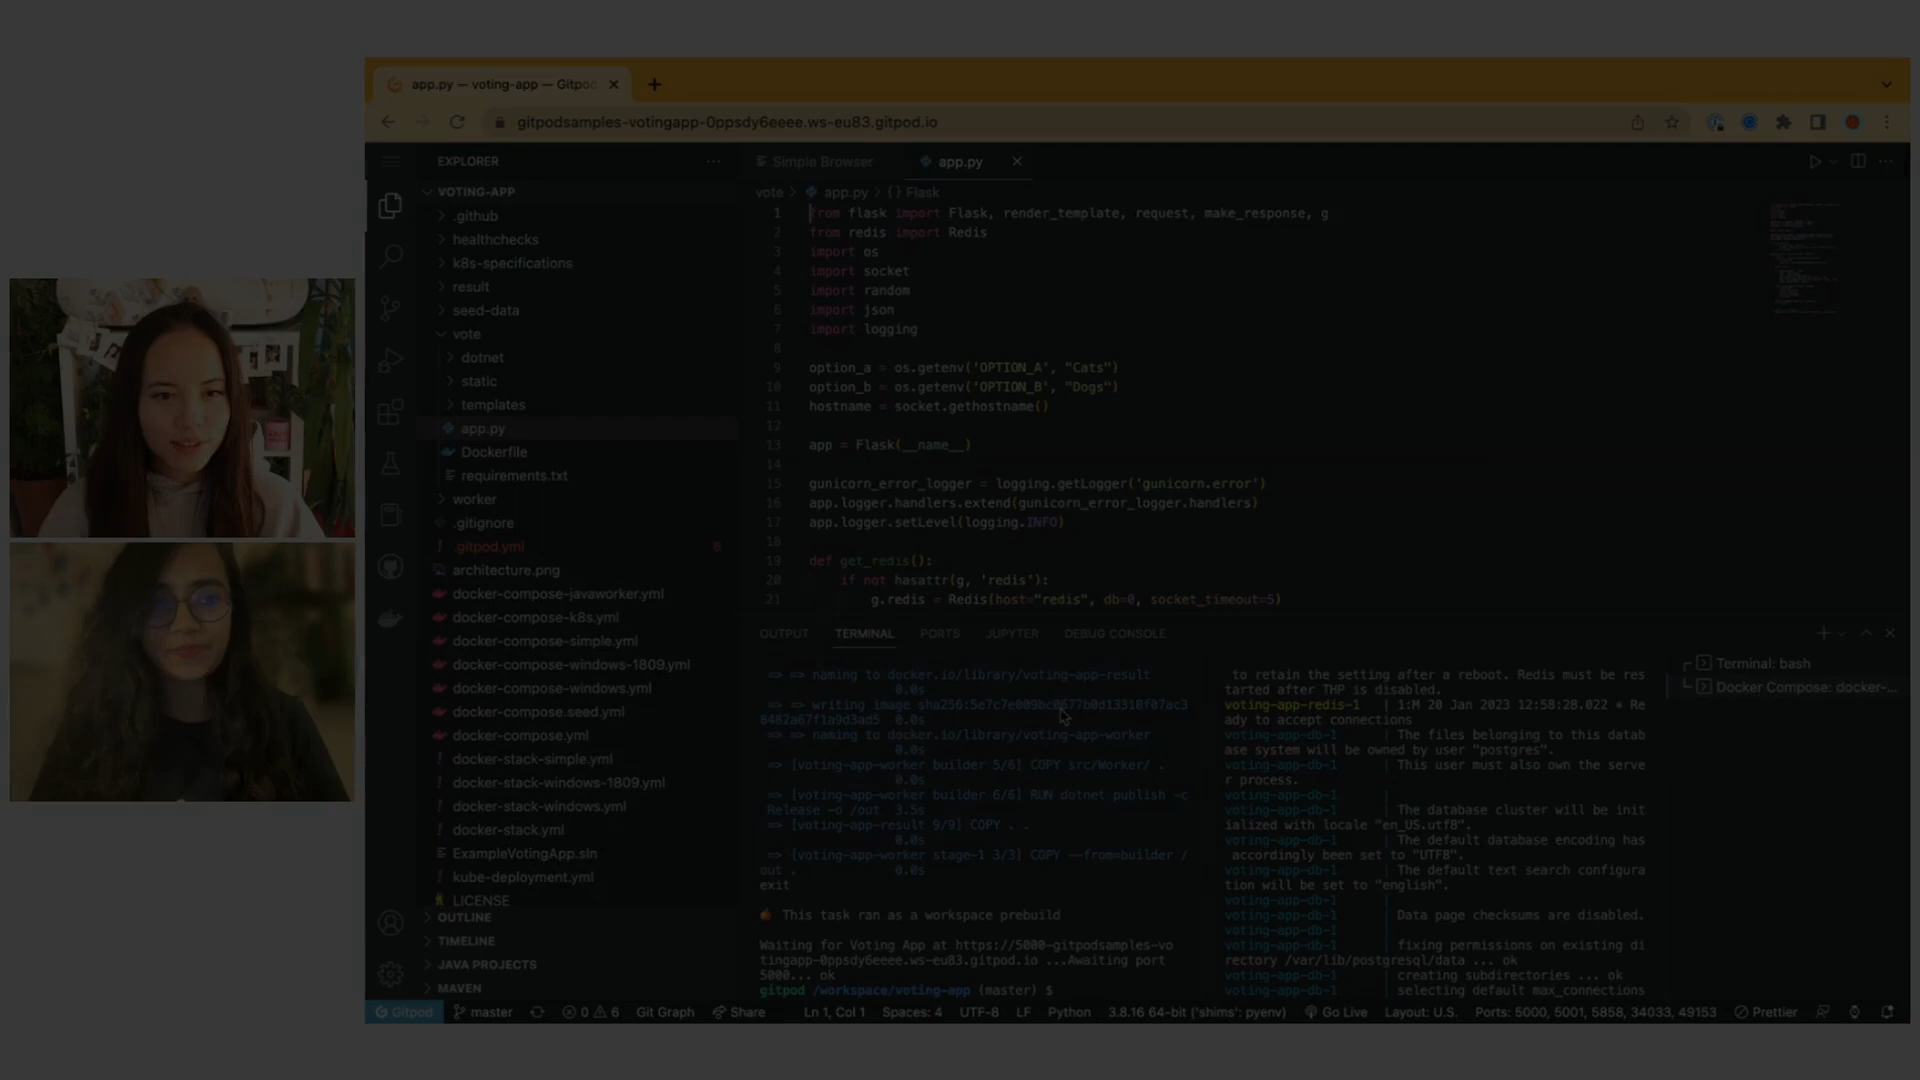 app.py — voting-app — Gitpod
gitpodsamples-votingapp-0ppsdy6eeee.ws-eu83.gitpod.io
EXPLORER
VOTING-APP
.github
healthchecks
k8s-specifications
result
seed-data
vote
dotnet
static
templates
app.py
Dockerfile
requirements.txt
worker
.gitignore
.gitpod.yml 6
architecture.png
docker-compose-javaworker.yml
docker-compose-k8s.yml
docker-compose-simple.yml
docker-compose-windows-1809.yml
docker-compose-windows.yml
docker-compose.seed.yml
docker-compose.yml
docker-stack-simple.yml
docker-stack-windows-1809.yml
docker-stack-windows.yml
docker-stack.yml
ExampleVotingApp.sln
kube-deployment.yml
LICENSE
OUTLINE
TIMELINE
JAVA PROJECTS
MAVEN
Simple Browser app.py
vote > app.py > {} Flask
1 from flask import Flask, render_template, request, make_response, g
2 from redis import Redis
3 import os
4 import socket
5 import random
6 import json
7 import logging
8
9 option_a = os.getenv('OPTION_A', "Cats")
10 option_b = os.getenv('OPTION_B', "Dogs")
11 hostname = socket.gethostname()
12
13 app = Flask(__name__)
14
15 gunicorn_error_logger = logging.getLogger('gunicorn.error')
16 app.logger.handlers.extend(gunicorn_error_logger.handlers)
17 app.logger.setLevel(logging.INFO)
18
19 def get_redis():
20 if not hasattr(g, 'redis'):
21 g.redis = Redis(host="redis", db=0, socket_timeout=5)
OUTPUT TERMINAL PORTS JUPYTER DEBUG CONSOLE
=> => naming to docker.io/library/voting-app-result
0.0s
=> => writing image
0.0s
=> => naming to docker.io/library/voting-app-worker
0.0s
=> [voting-app-worker builder 5/6] COPY src/Worker/ .
0.0s
=> [voting-app-worker builder 6/6] RUN dotnet publish -c
Release -o /out 3.5s
=> [voting-app-result 9/9] COPY . .
0.0s
=> [voting-app-worker stage-1 3/3] COPY --from=builder /
out . 0.0s
exit
This task ran as a workspace prebuild
Waiting for Voting App at https://5000-gitpodsamples-vo
tingapp-0ppsdy6eeee.ws-eu83.gitpod.io ...Awaiting port
5000... ok
gitpod /workspace/voting-app (master) $
to retain the setting after a reboot. Redis must be res
tarted after THP is disabled.
voting-app-redis-1 | 1:M 20 Jan 2023 12:58:28.022 * Re
ady to accept connections
voting-app-db-1 | The files belonging to this datab
ase system will be owned by user "postgres".
voting-app-db-1 | This user must also own the serve
r process.
voting-app-db-1 |
voting-app-db-1 | The database cluster will be init
ialized with locale "en_US.utf8".
voting-app-db-1 | The default database encoding has
accordingly been set to "UTF8".
voting-app-db-1 | The default text search configura
tion will be set to "english".
voting-app-db-1 |
voting-app-db-1 | Data page checksums are disabled.
voting-app-db-1 |
voting-app-db-1 | fixing permissions on existing di
rectory /var/lib/postgresql/data ... ok
voting-app-db-1 | creating subdirectories ... ok
voting-app-db-1 | selecting default max_connections
Terminal: bash
Docker Compose: docker-...
Gitpod master 0 6 Git Graph Share Ln 1, Col 1 Spaces: 4 UTF-8 LF Python 3.8.16 64-bit ('shims': pyenv) Go Live Layout: U.S. Ports: 5000, 5001, 5858, 34033, 49153 Prettier